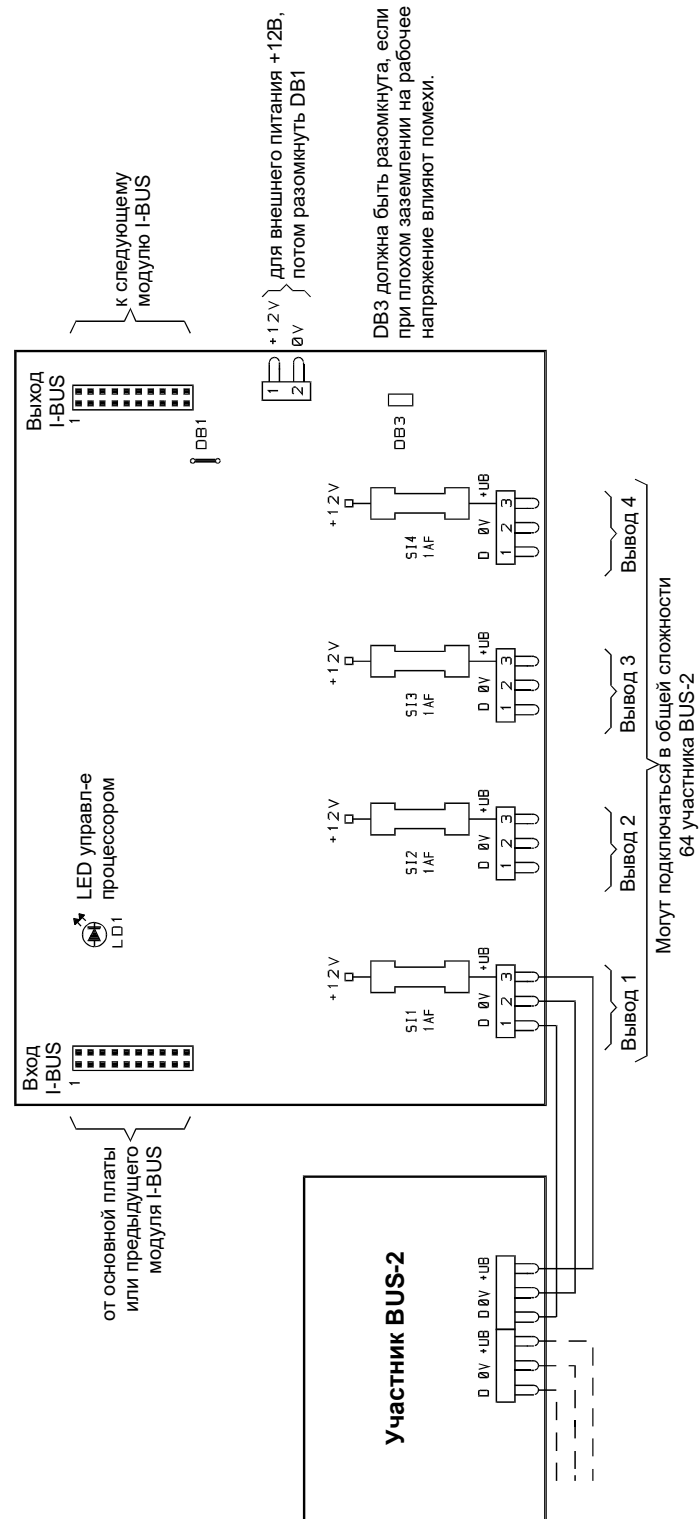 Вход
I-BUS
1
от основной платы
или предыдущего
модуля I-BUS
LED управл-е
процессором
LD1
Выход
I-BUS
1
к следующему
модулю I-BUS
DB1
1
2
+12V
0V
для внешнего питания +12В,
потом разомкнуть DB1
DB3
DB3 должна быть разомкнута, если
при плохом заземлении на рабочее
напряжение влияют помехи.
+12V
SI1
1AF
D 0V +UB
1 2 3
Вывод 1
+12V
SI2
1AF
D 0V +UB
1 2 3
Вывод 2
+12V
SI3
1AF
D 0V +UB
1 2 3
Вывод 3
+12V
SI4
1AF
D 0V +UB
1 2 3
Вывод 4
Могут подключаться в общей сложности
64 участника BUS-2
Участник BUS-2
D 0V +UB D 0V +UB